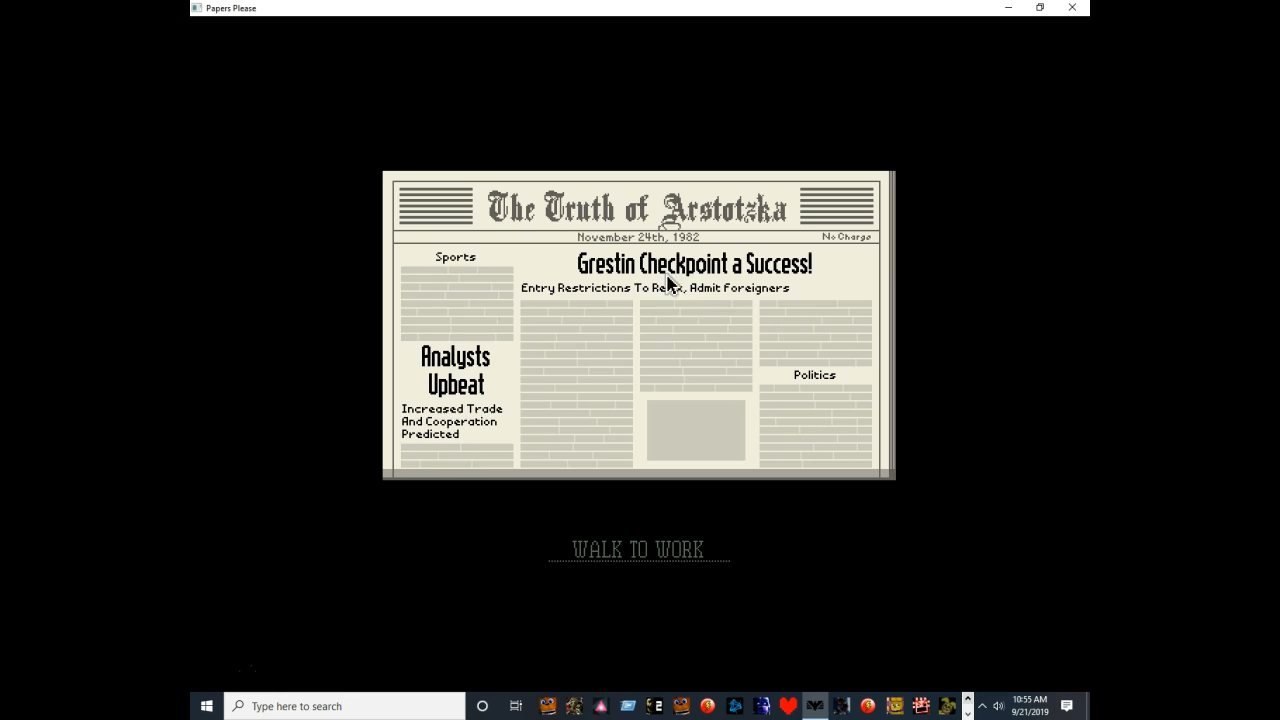 Papers Please
The Truth of Arstotzka
November 24th, 1982
No Charge
Sports
Analysts
Upbeat
Increased Trade
And Cooperation
Predicted
Grestin Checkpoint a Success!
Entry Restrictions To Relax, Admit Foreigners
Politics
WALK TO WORK
Type here to search
10:55 AM
9/21/2019